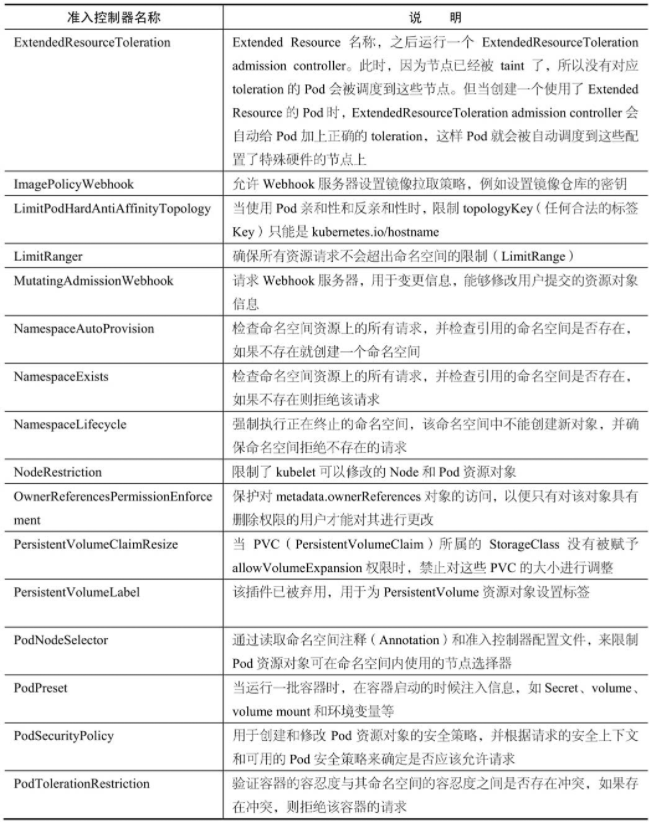 准入控制器名称 说 明
ExtendedResourceToleration Extended Resource 名称，之后运行一个 ExtendedResourceToleration
admission controller。此时，因为节点已经被 taint 了，所以没有对应
toleration 的 Pod 会被调度到这些节点。但当创建一个使用了 Extended
Resource 的 Pod 时，ExtendedResourceToleration admission controller 会
自动给 Pod 加上正确的 toleration，这样 Pod 就会被自动调度到这些配
置了特殊硬件的节点上
ImagePolicyWebhook 允许 Webhook 服务器设置镜像拉取策略，例如设置镜像仓库的密钥
LimitPodHardAntiAffinityTopology 当使用 Pod 亲和性和反亲和性时，限制 topologyKey（任何合法的标签
Key）只能是 kubernetes.io/hostname
LimitRanger 确保所有资源请求不会超出命名空间的限制（LimitRange）
MutatingAdmissionWebhook 请求 Webhook 服务器，用于变更信息，能够修改用户提交的资源对象
信息
NamespaceAutoProvision 检查命名空间资源上的所有请求，并检查引用的命名空间是否存在，
如果不存在就创建一个命名空间
NamespaceExists 检查命名空间资源上的所有请求，并检查引用的命名空间是否存在，
如果不存在则拒绝该请求
NamespaceLifecycle 强制执行正在终止的命名空间，该命名空间中不能创建新对象，并确
保命名空间拒绝不存在的请求
NodeRestriction 限制了 kubelet 可以修改的 Node 和 Pod 资源对象
OwnerReferencesPermissionEnforce 保护对 metadata.ownerReferences 对象的访问，以便只有对该对象具有
ment 删除权限的用户才能对其进行更改
PersistentVolumeClaimResize 当 PVC（PersistentVolumeClaim）所属的 StorageClass 没有被赋予
allowVolumeExpansion 权限时，禁止对这些 PVC 的大小进行调整
PersistentVolumeLabel 该插件已被弃用，用于为 PersistentVolume 资源对象设置标签
PodNodeSelector 通过读取命名空间注释（Annotation）和准入控制器配置文件，来限制
Pod 资源对象可在命名空间内使用的节点选择器
PodPreset 当运行一批容器时，在容器启动的时候注入信息，如 Secret、volume、
volume mount 和环境变量等
PodSecurityPolicy 用于创建和修改 Pod 资源对象的安全策略，并根据请求的安全上下文
和可用的 Pod 安全策略来确定是否应该允许请求
PodTolerationRestriction 验证容器的容忍度与其命名空间的容忍度之间是否存在冲突，如果存
在冲突，则拒绝该容器的请求